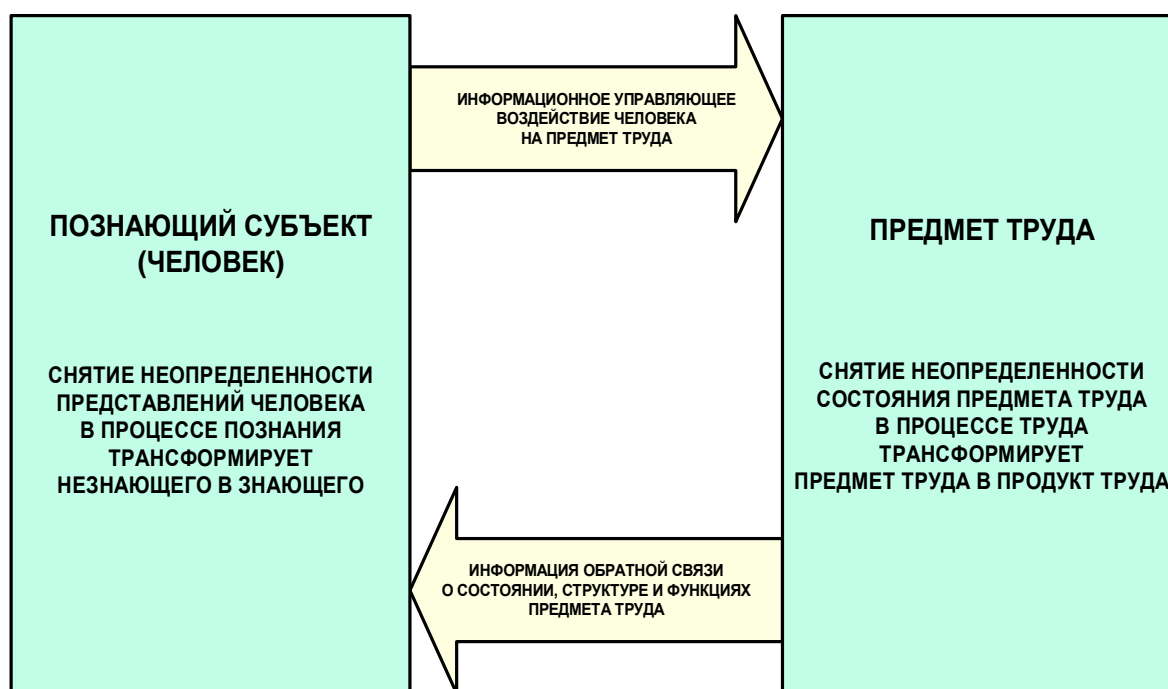 ПОЗНАЮЩИЙ СУБЪЕКТ
(ЧЕЛОВЕК)
СНЯТИЕ НЕОПРЕДЕЛЕННОСТИ
ПРЕДСТАВЛЕНИЙ ЧЕЛОВЕКА
В ПРОЦЕССЕ ПОЗНАНИЯ
ТРАНСФОРМИРУЕТ
НЕЗНАЮЩЕГО В ЗНАЮЩЕГО
ИНФОРМАЦИОННОЕ УПРАВЛЯЮЩЕЕ
ВОЗДЕЙСТВИЕ ЧЕЛОВЕКА
НА ПРЕДМЕТ ТРУДА
ПРЕДМЕТ ТРУДА
СНЯТИЕ НЕОПРЕДЕЛЕННОСТИ
СОСТОЯНИЯ ПРЕДМЕТА ТРУДА
В ПРОЦЕССЕ ТРУДА
ТРАНСФОРМИРУЕТ
ПРЕДМЕТ ТРУДА В ПРОДУКТ ТРУДА
ИНФОРМАЦИЯ ОБРАТНОЙ СВЯЗИ
О СОСТОЯНИИ, СТРУКТУРЕ И ФУНКЦИЯХ
ПРЕДМЕТА ТРУДА